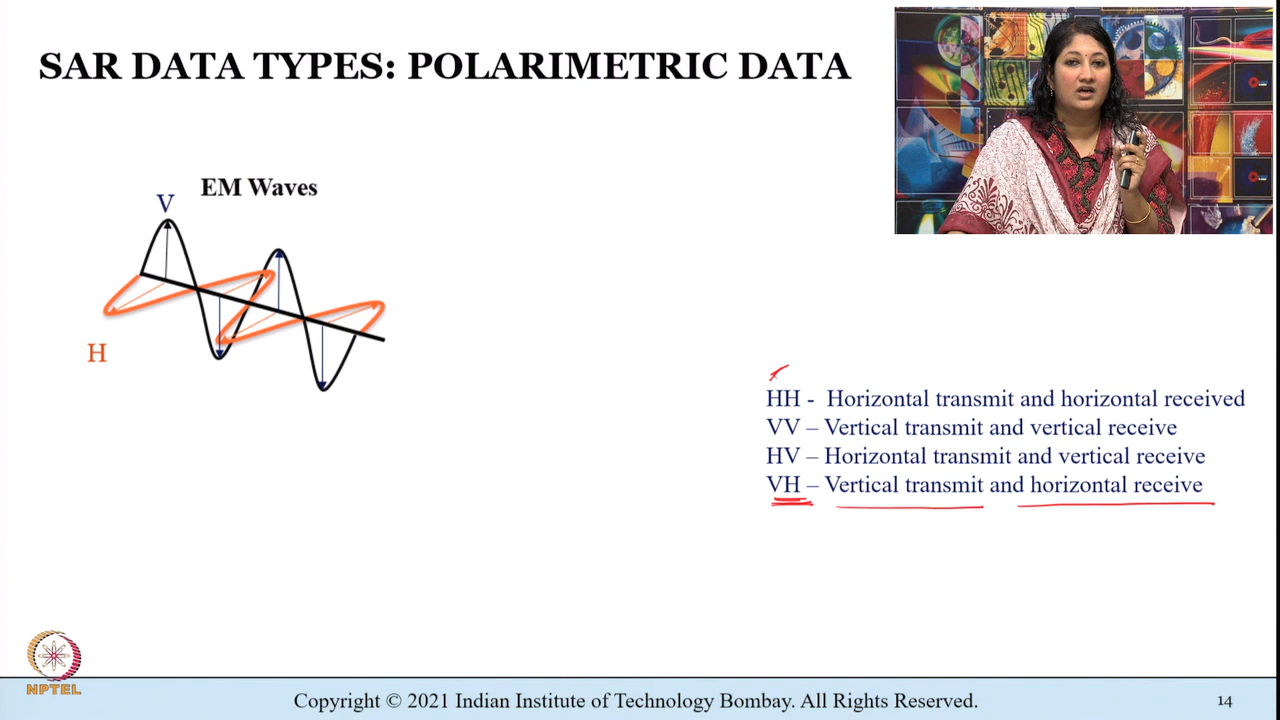 SAR DATA TYPES: POLARIMETRIC DATA
EM Waves
V
H
HH - Horizontal transmit and horizontal received
VV – Vertical transmit and vertical receive
HV – Horizontal transmit and vertical receive
VH – Vertical transmit and horizontal receive
NPTEL
Copyright © 2021 Indian Institute of Technology Bombay. All Rights Reserved.
14